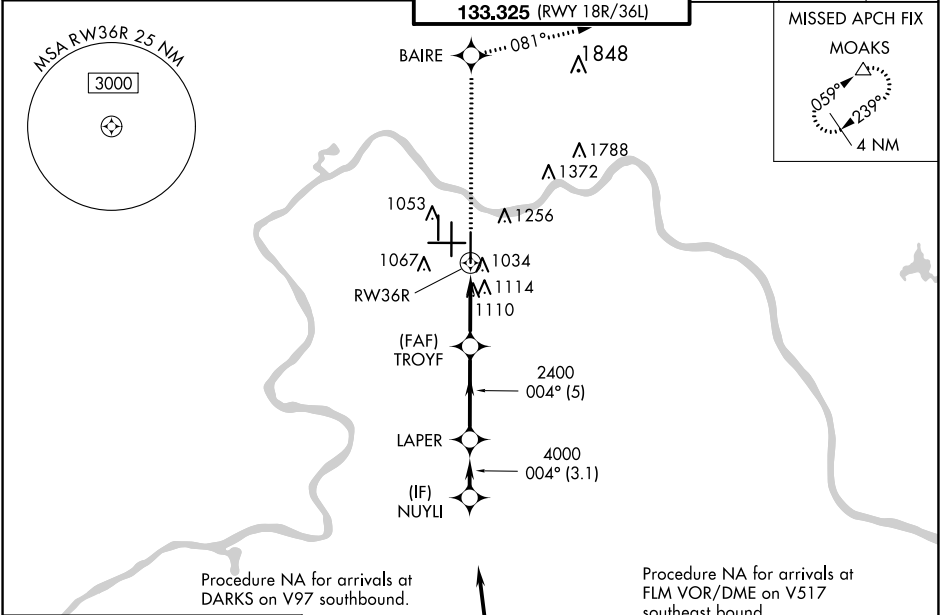 133.325 (RWY 18R/36L)
MSA RW36R 25 NM
3000
MISSED APCH FIX
MOAKS
059°
239°
4 NM
BAIRE
081°
1848
1788
1372
1053
1256
1067
1034
RW36R
1114
1110
(FAF)
TROYF
2400
004° (5)
LAPER
4000
004° (3.1)
(IF)
NUYLI
Procedure NA for arrivals at
DARKS on V97 southbound.
Procedure NA for arrivals at
FLM VOR/DME on V517
southeast bound